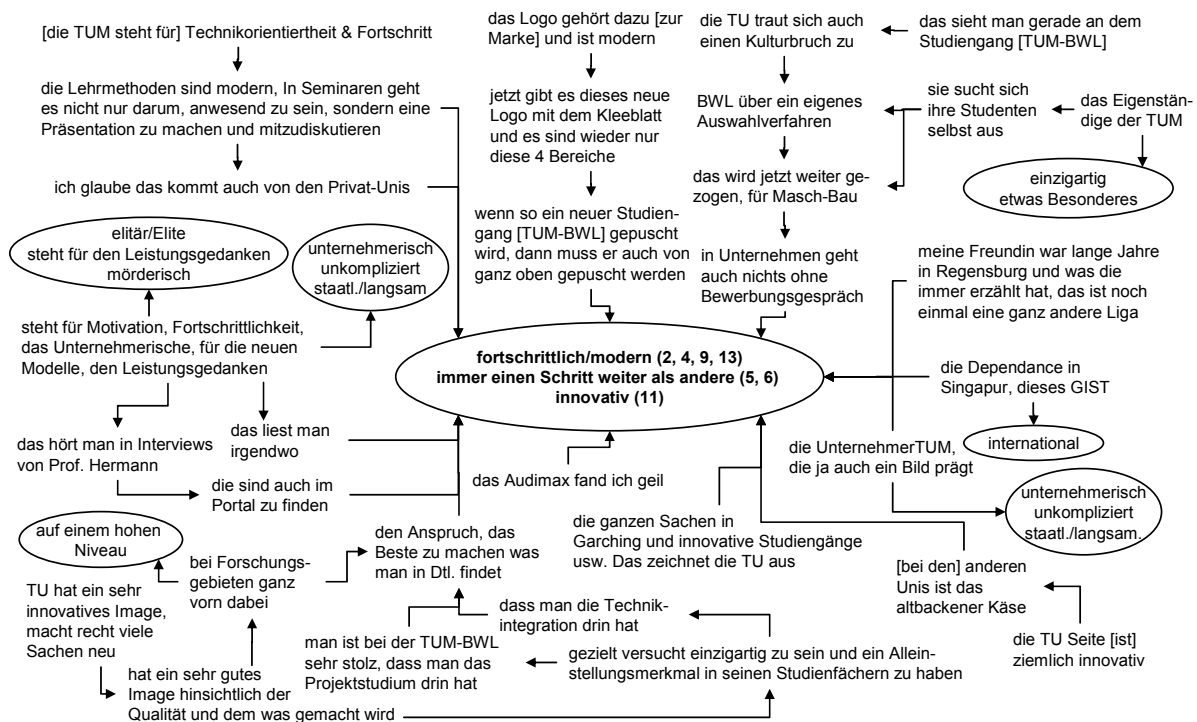 [die TUM steht für] Technikorientiertheit & Fortschritt
die Lehrmethoden sind modern, In Seminaren geht
es nicht nur darum, anwesend zu sein, sondern eine
Präsentation zu machen und mitzudiskutieren
ich glaube das kommt auch von den Privat-Unis
das Logo gehört dazu [zur
Marke] und ist modern
jetzt gibt es dieses neue
Logo mit dem Kleeblatt
und es sind wieder nur
diese 4 Bereiche
wenn so ein neuer Studien-
gang [TUM-BWL] gepuscht
wird, dann muss er auch von
ganz oben gepuscht werden
die TU traut sich auch
einen Kulturbruch zu
das sieht man gerade an dem
Studiengang [TUM-BWL]
BWL über ein eigenes
Auswahlverfahren
sie sucht sich
ihre Studenten
selbst aus
das Eigenstän-
dige der TUM
einzigartig
etwas Besonderes
das wird jetzt weiter ge-
zogen, für Masch-Bau
in Unternehmen geht
auch nichts ohne
Bewerbungsgespräch
elitär/Elite
steht für den Leistungsgedanken
mörderisch
unternehmerisch
unkompliziert
staatl./langsam
steht für Motivation, Fortschrittlichkeit,
das Unternehmerische, für die neuen
Modelle, den Leistungsgedanken
meine Freundin war lange Jahre
in Regensburg und was die
immer erzählt hat, das ist noch
einmal eine ganz andere Liga
fortschrittlich/modern (2, 4, 9, 13)
immer einen Schritt weiter als andere (5, 6)
innovativ (11)
die Dependance in
Singapur, dieses GIST
international
das hört man in Interviews
von Prof. Hermann
das liest man
irgendwo
die sind auch im
Portal zu finden
das Audimax fand ich geil
die UnternehmerTUM,
die ja auch ein Bild prägt
unternehmerisch
unkompliziert
staatl./langsam.
auf einem hohen
Niveau
bei Forschungs-
gebieten ganz
vorn dabei
den Anspruch, das
Beste zu machen was
man in Dtl. findet
die ganzen Sachen in
Garching und innovative Studiengänge
usw. Das zeichnet die TU aus
[bei den] anderen
Unis ist das
altbackener Käse
die TU Seite [ist]
ziemlich innovativ
TU hat ein sehr
innovatives Image,
macht recht viele
Sachen neu
dass man die Technik-
integration drin hat
man ist bei der TUM-BWL
sehr stolz, dass man das
Projektstudium drin hat
gezielt versucht einzigartig zu sein und ein Allein-
stellungsmerkmal in seinen Studienfächern zu haben
hat ein sehr gutes
Image hinsichtlich der
Qualität und dem was gemacht wird